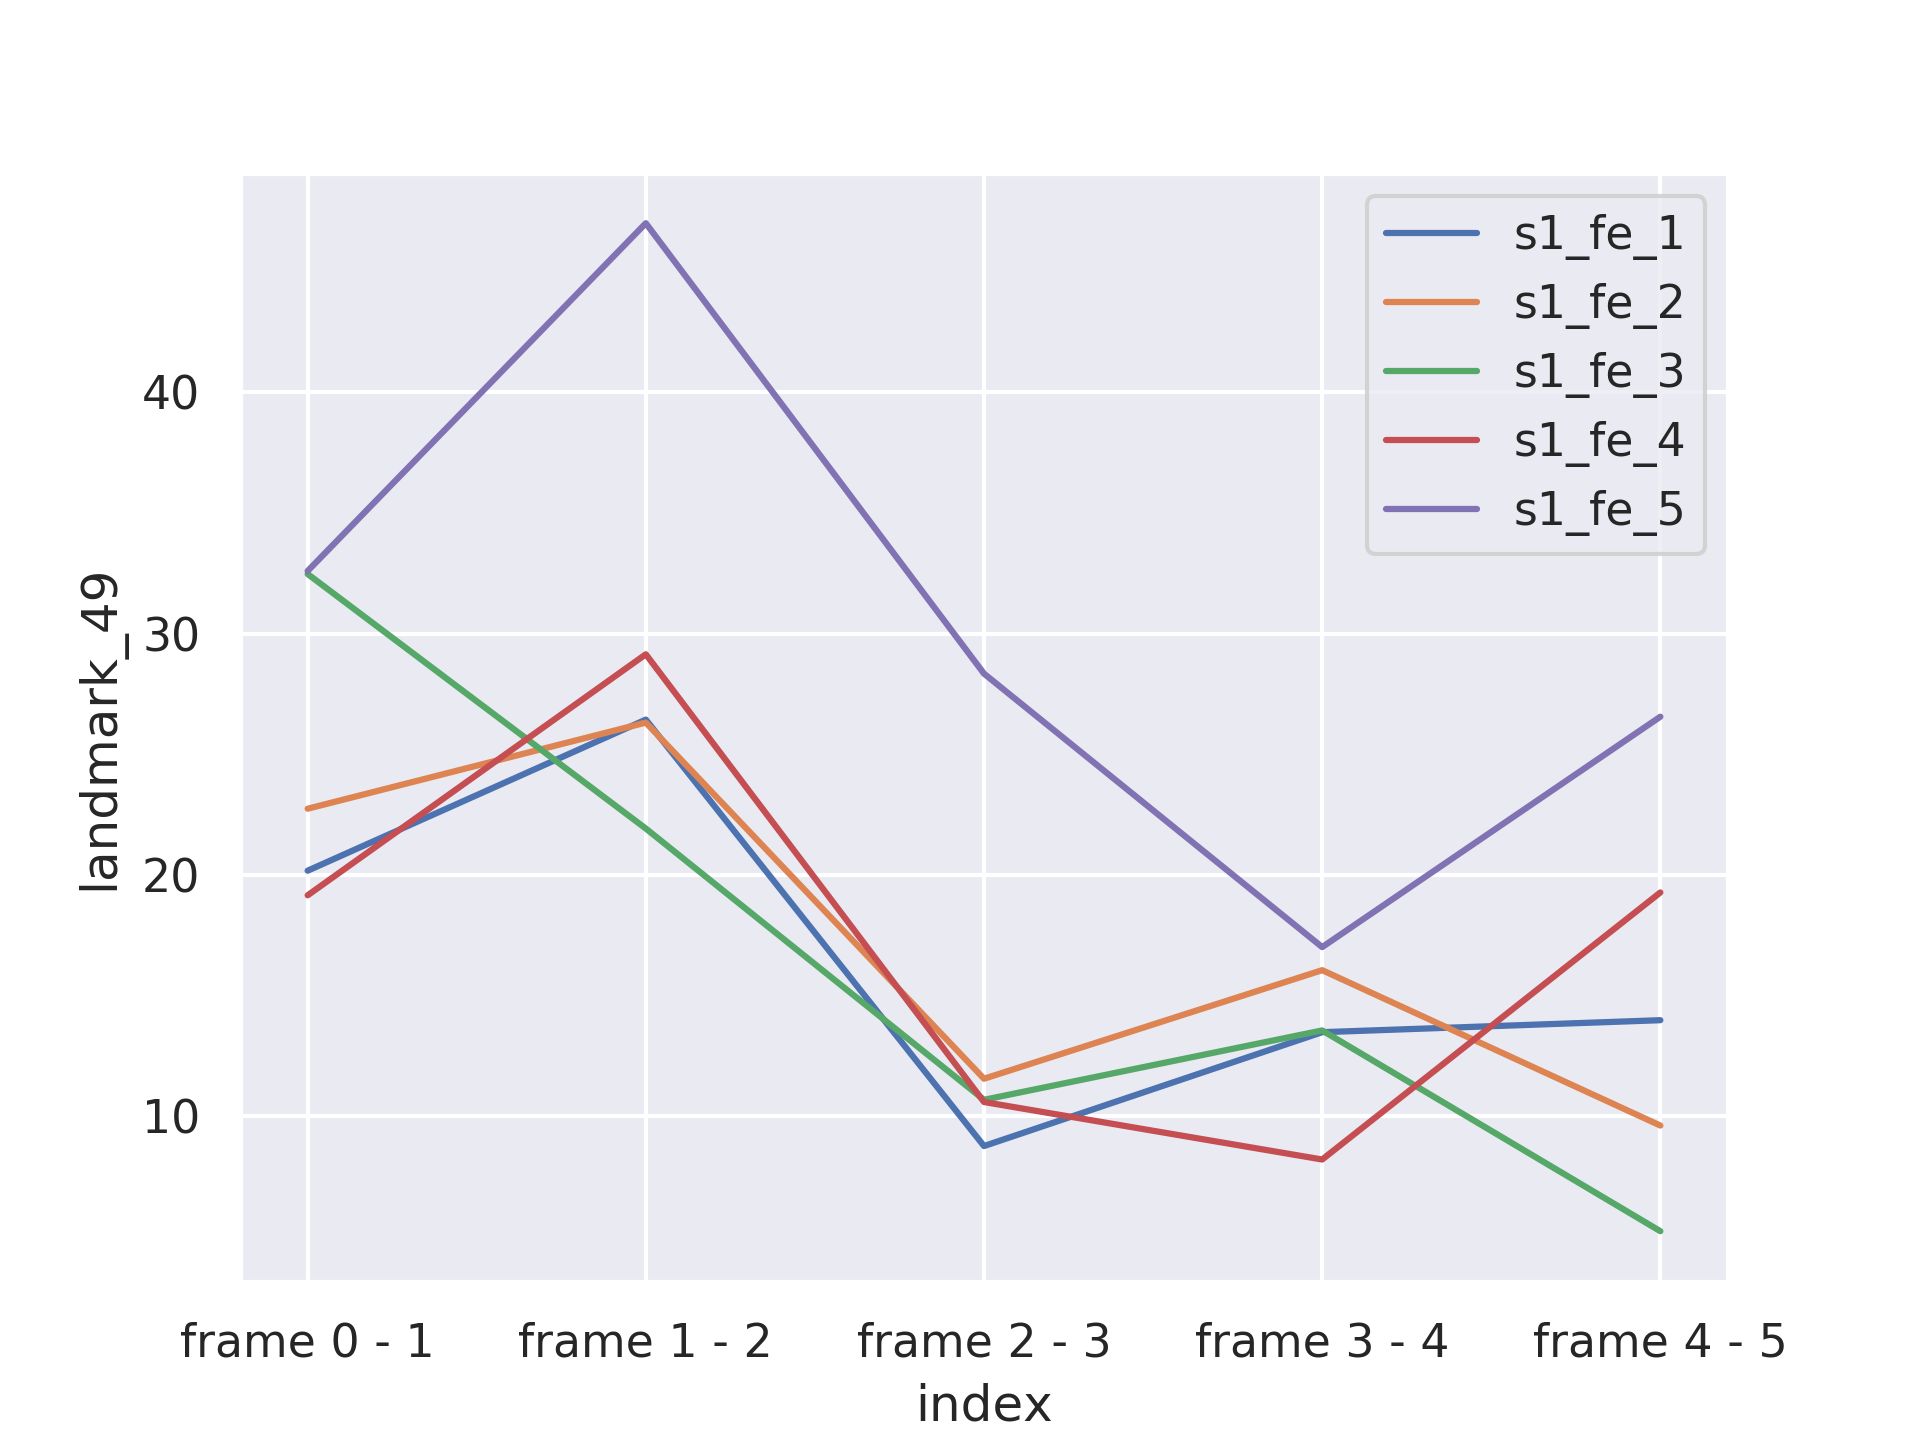 s1_fe_1
s1_fe_2
s1_fe_3
s1_fe_4
s1_fe_5
40
30
20
10
landmark_49
frame 0 - 1
frame 1 - 2
frame 2 - 3
frame 3 - 4
frame 4 - 5
index